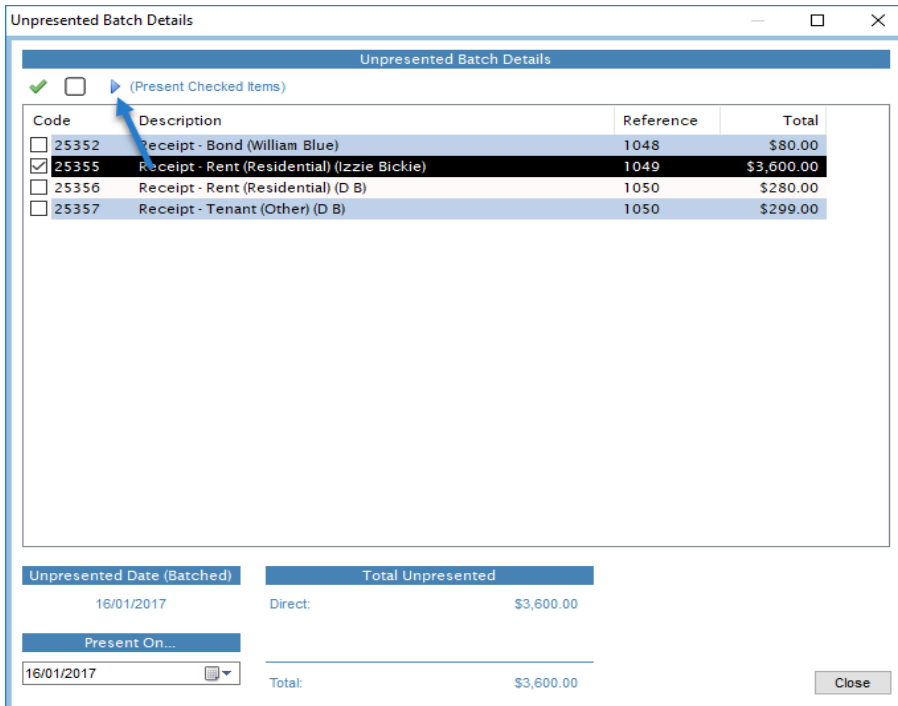 Unpresented Batch Details
Unpresented Batch Details
(Present Checked Items)
Code Description Reference Total
25352 Receipt - Bond (William Blue) 1048 $80.00
25355 Receipt - Rent (Residential) (Izzie Bickie) 1049 $3,600.00
25356 Receipt - Rent (Residential) (D B) 1050 $280.00
25357 Receipt - Tenant (Other) (D B) 1050 $299.00
Unpresented Date (Batched) Total Unpresented
16/01/2017 Direct: $3,600.00
Present On...
16/01/2017
Total: $3,600.00
Close